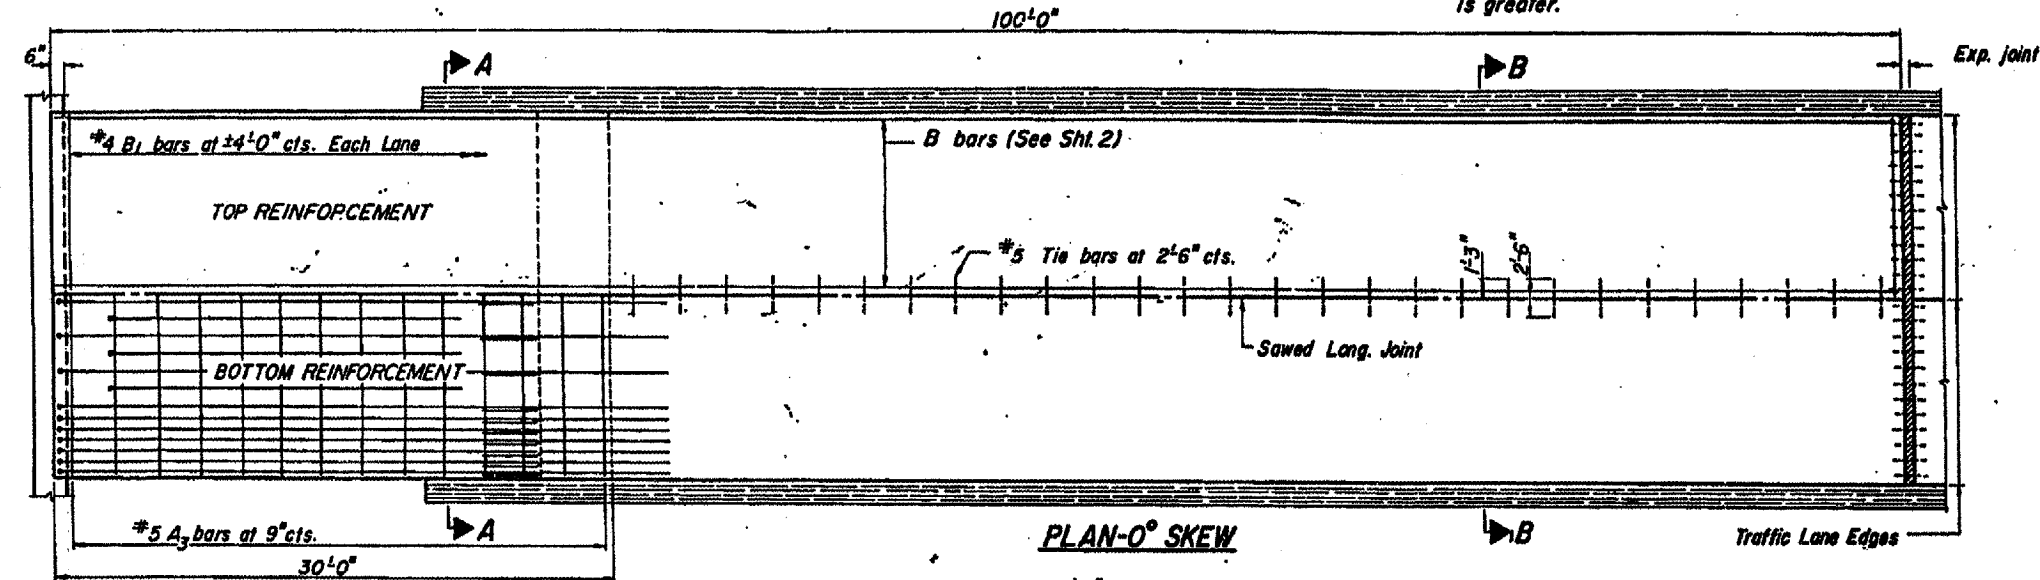 is greater.
100'-0"
6"
A
B
Exp. joint
#4 B₁ bars at ±4'-0" cts. Each Lane
B bars (See Sht. 2)
TOP REINFORCEMENT
#5 Tie bars at 2'-6" cts.
1'-3"
2'-6"
Sawed Long. Joint
BOTTOM REINFORCEMENT
#5 A₃ bars at 9" cts.
A
PLAN-0° SKEW
B
Traffic Lane Edges
30'-0"